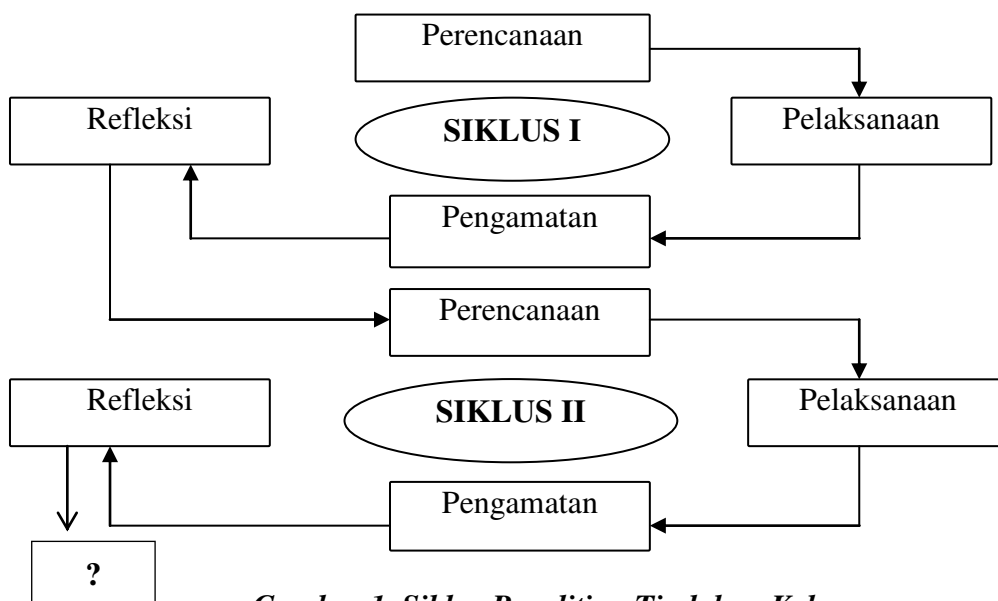 Perencanaan
Refleksi
SIKLUS I
Pelaksanaan
Pengamatan
Perencanaan
Refleksi
SIKLUS II
Pelaksanaan
Pengamatan
?